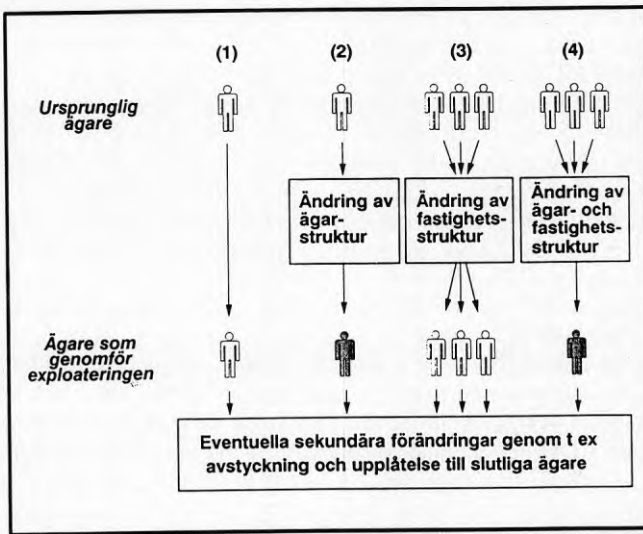 (1) (2) (3) (4)
Ursprunglig
ägare
Ändring av
ägar-
struktur
Ändring av
fastighets-
struktur
Ändring av
ägar- och
fastighets-
struktur
Ägare som
genomför
exploateringen
Eventuella sekundära förändringar genom t ex
avstyckning och upplåtelse till slutliga ägare